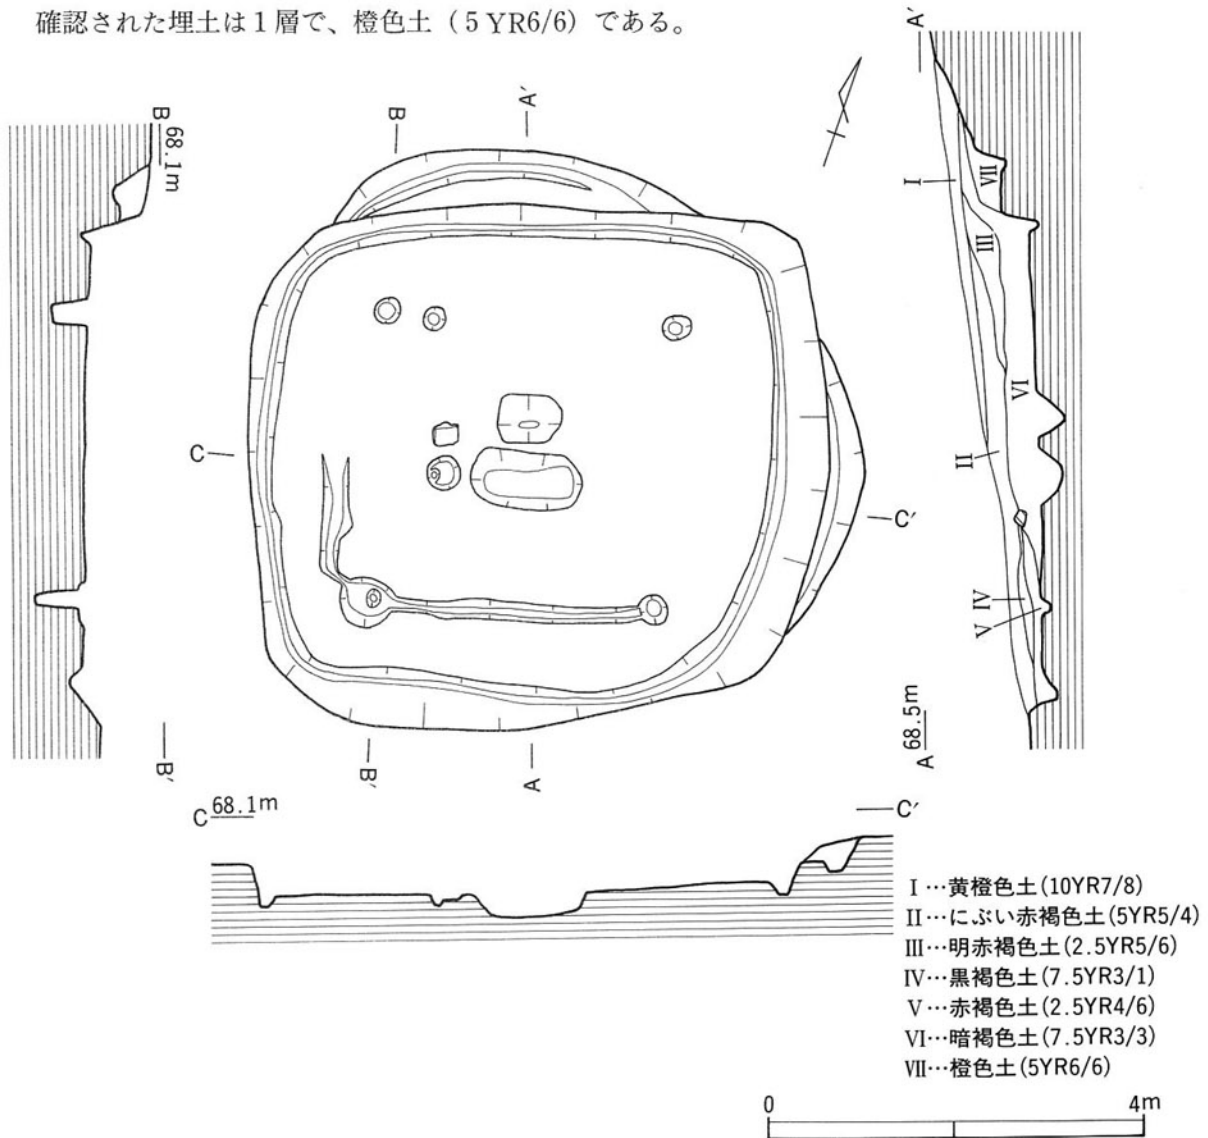 確認された埋土は1層で、橙色土（5YR6/6）である。
B
68.1m
B′
B
A′
C
C′
B′
A
A′
I
VII
III
VI
II
IV
V
A 68.5m
C 68.1m
C′
I…黄橙色土(10YR7/8)
II…にぶい赤褐色土(5YR5/4)
III…明赤褐色土(2.5YR5/6)
IV…黒褐色土(7.5YR3/1)
V…赤褐色土(2.5YR4/6)
VI…暗褐色土(7.5YR3/3)
VII…橙色土(5YR6/6)
0 4m